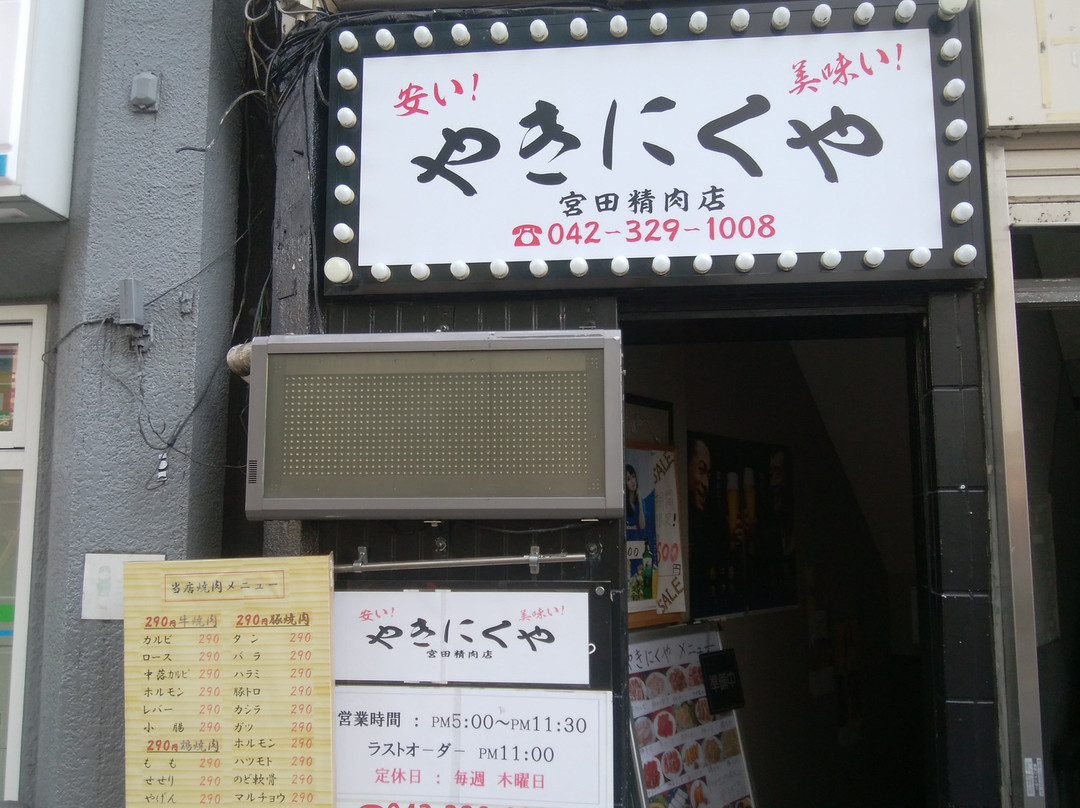 安い!
美味い!
やきにくや
宮田精肉店
☎042-329-1008
SALE
!
00
500
円
SALE
当店焼肉メニュー
290円牛焼肉
カルビ 290
ロース 290
中落カルビ 290
ホルモン 290
レバー 290
小腸 290
290円鶏焼肉
もも 290
せせり 290
やげん 290
290円豚焼肉
タン 290
バラ 290
ハラミ 290
豚トロ 290
カシラ 290
ガツ 290
ホルモン 290
ハツモト 290
のど軟骨 290
マルチョウ 290
安い!
美味い!
やきにくや
宮田精肉店
営業時間 : PM5:00~PM11:30
ラストオーダー PM11:00
定休日 : 毎週 木曜日
やきにくや メニュー